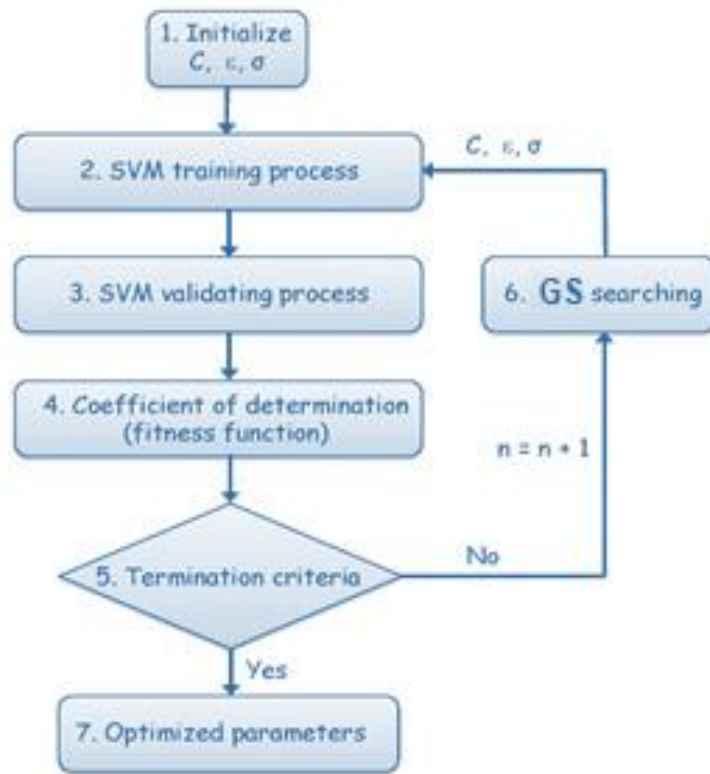 1. Initialize
C, ε, σ
2. SVM training process
C, ε, σ
3. SVM validating process
6. GS searching
4. Coefficient of determination
(fitness function)
n = n + 1
5. Termination criteria
No
Yes
7. Optimized parameters